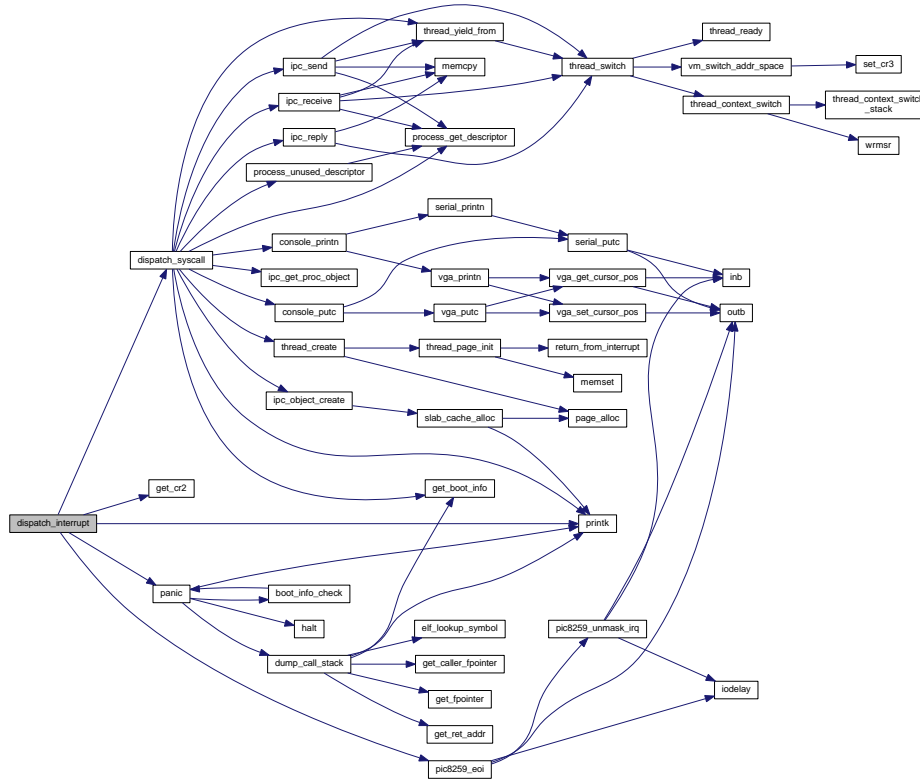 thread_yield_from
thread_ready
ipc_send
memcpy
thread_switch
vm_switch_addr_space
set_cr3
ipc_receive
thread_context_switch
thread_context_switch
_stack
ipc_reply
process_get_descriptor
wrmsr
process_unused_descriptor
serial_printn
console_printn
serial_putc
dispatch_syscall
ipc_get_proc_object
vga_printn
vga_get_cursor_pos
inb
console_putc
vga_putc
vga_set_cursor_pos
outb
thread_create
thread_page_init
return_from_interrupt
memset
ipc_object_create
slab_cache_alloc
page_alloc
get_cr2
get_boot_info
dispatch_interrupt
printk
panic
boot_info_check
halt
elf_lookup_symbol
pic8259_unmask_irq
dump_call_stack
get_caller_fpointer
get_fpointer
iodelay
get_ret_addr
pic8259_eoi